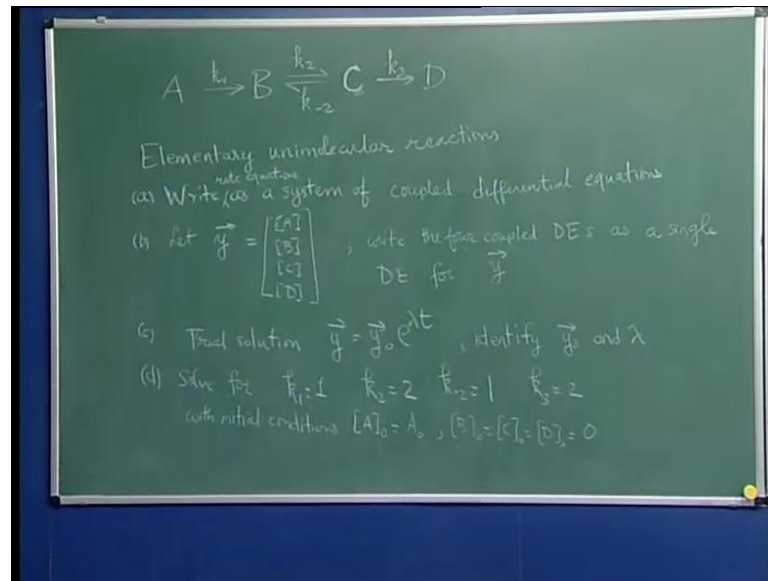 A k₁→ B k₂⇌k₋₂ C k₃→ D
Elementary unimolecular reactions
rate equations
(a) Write as a system of coupled differential equations
(b) Let y⃗ = [[A] [B] [C] [D]] , write the four coupled DEs as a single
DE for y⃗
(c) Trial solution y⃗ = y⃗₀ e^λt , identify y⃗₀ and λ
(d) Solve for k₁=1 k₂=2 k₋₂=1 k₃=2
with initial conditions [A]₀=A₀ , [B]₀=[C]₀=[D]₀=0